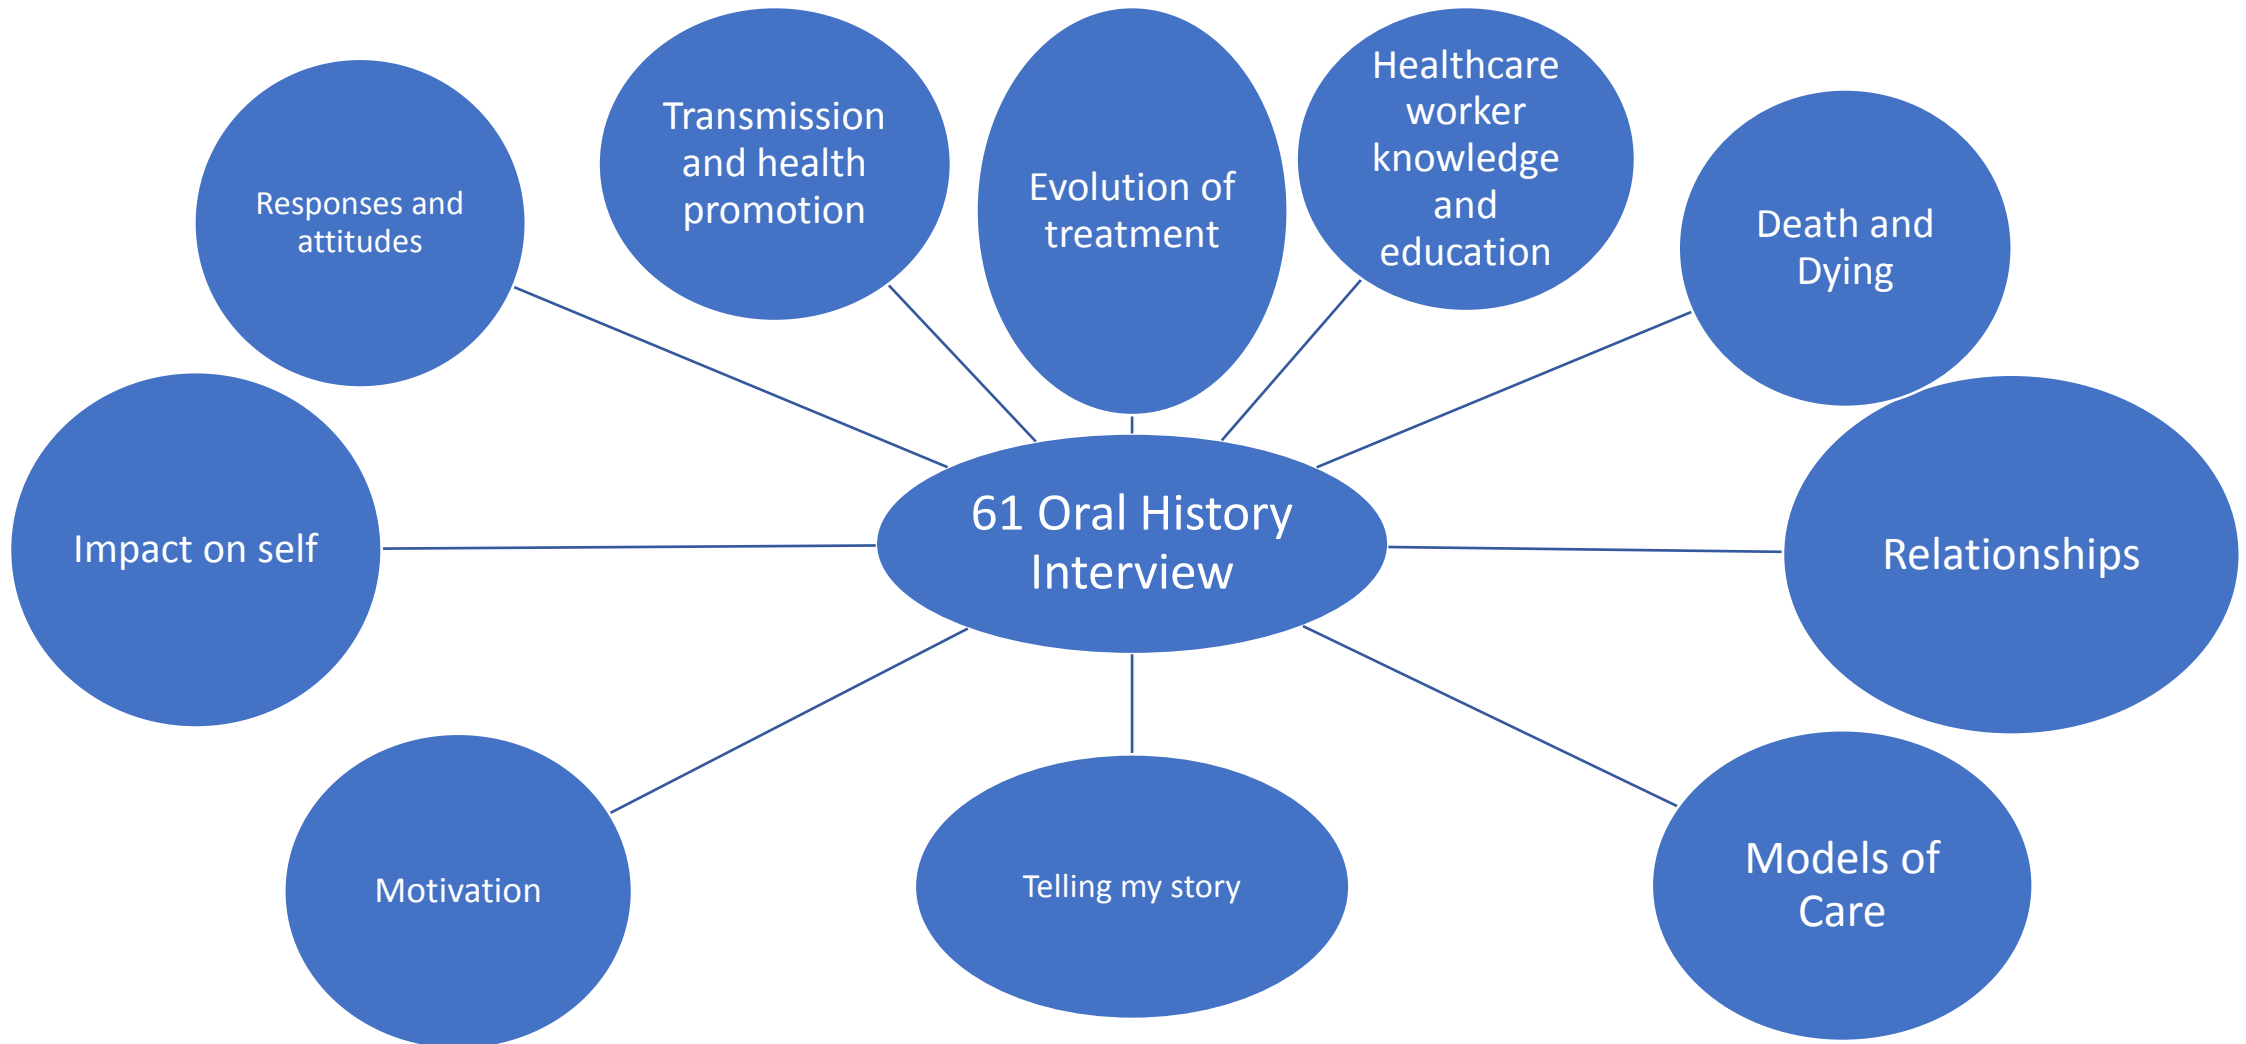 Healthcare
worker
knowledge
and
education
Transmission
and health
promotion
Evolution of
treatment
Responses and
attitudes
Death and
Dying
61 Oral History
Interview
Impact on self
Relationships
Motivation
Telling my story
Models of
Care